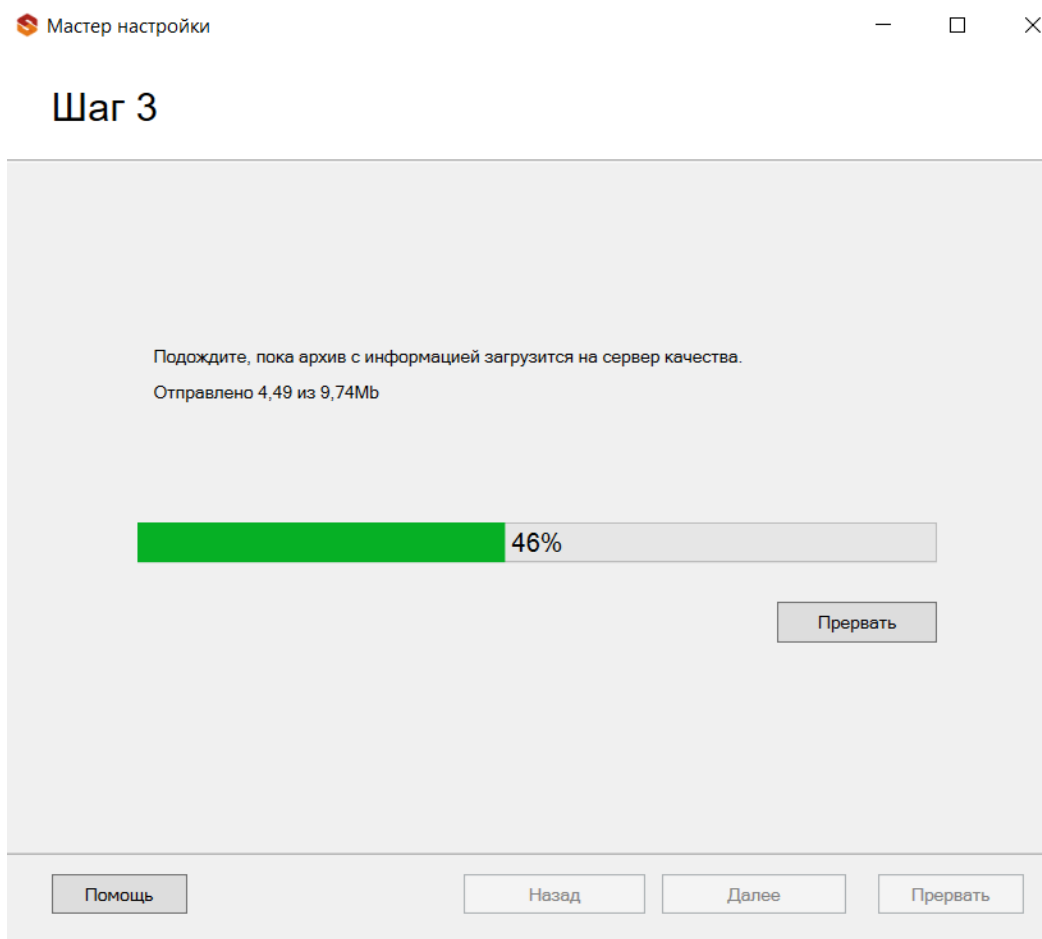 Мастер настройки
Шаг 3
Подождите, пока архив с информацией загрузится на сервер качества.
Отправлено 4,49 из 9,74Mb
46%
Прервать
Помощь Назад Далее Прервать